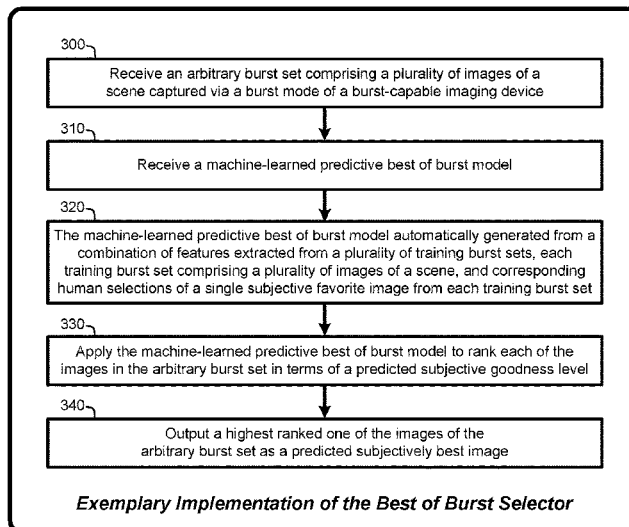 300
Receive an arbitrary burst set comprising a plurality of images of a
scene captured via a burst mode of a burst-capable imaging device
310
Receive a machine-learned predictive best of burst model
320
The machine-learned predictive best of burst model automatically generated from a
combination of features extracted from a plurality of training burst sets, each
training burst set comprising a plurality of images of a scene, and corresponding
human selections of a single subjective favorite image from each training burst set
330
Apply the machine-learned predictive best of burst model to rank each of the
images in the arbitrary burst set in terms of a predicted subjective goodness level
340
Output a highest ranked one of the images of the
arbitrary burst set as a predicted subjectively best image
Exemplary Implementation of the Best of Burst Selector